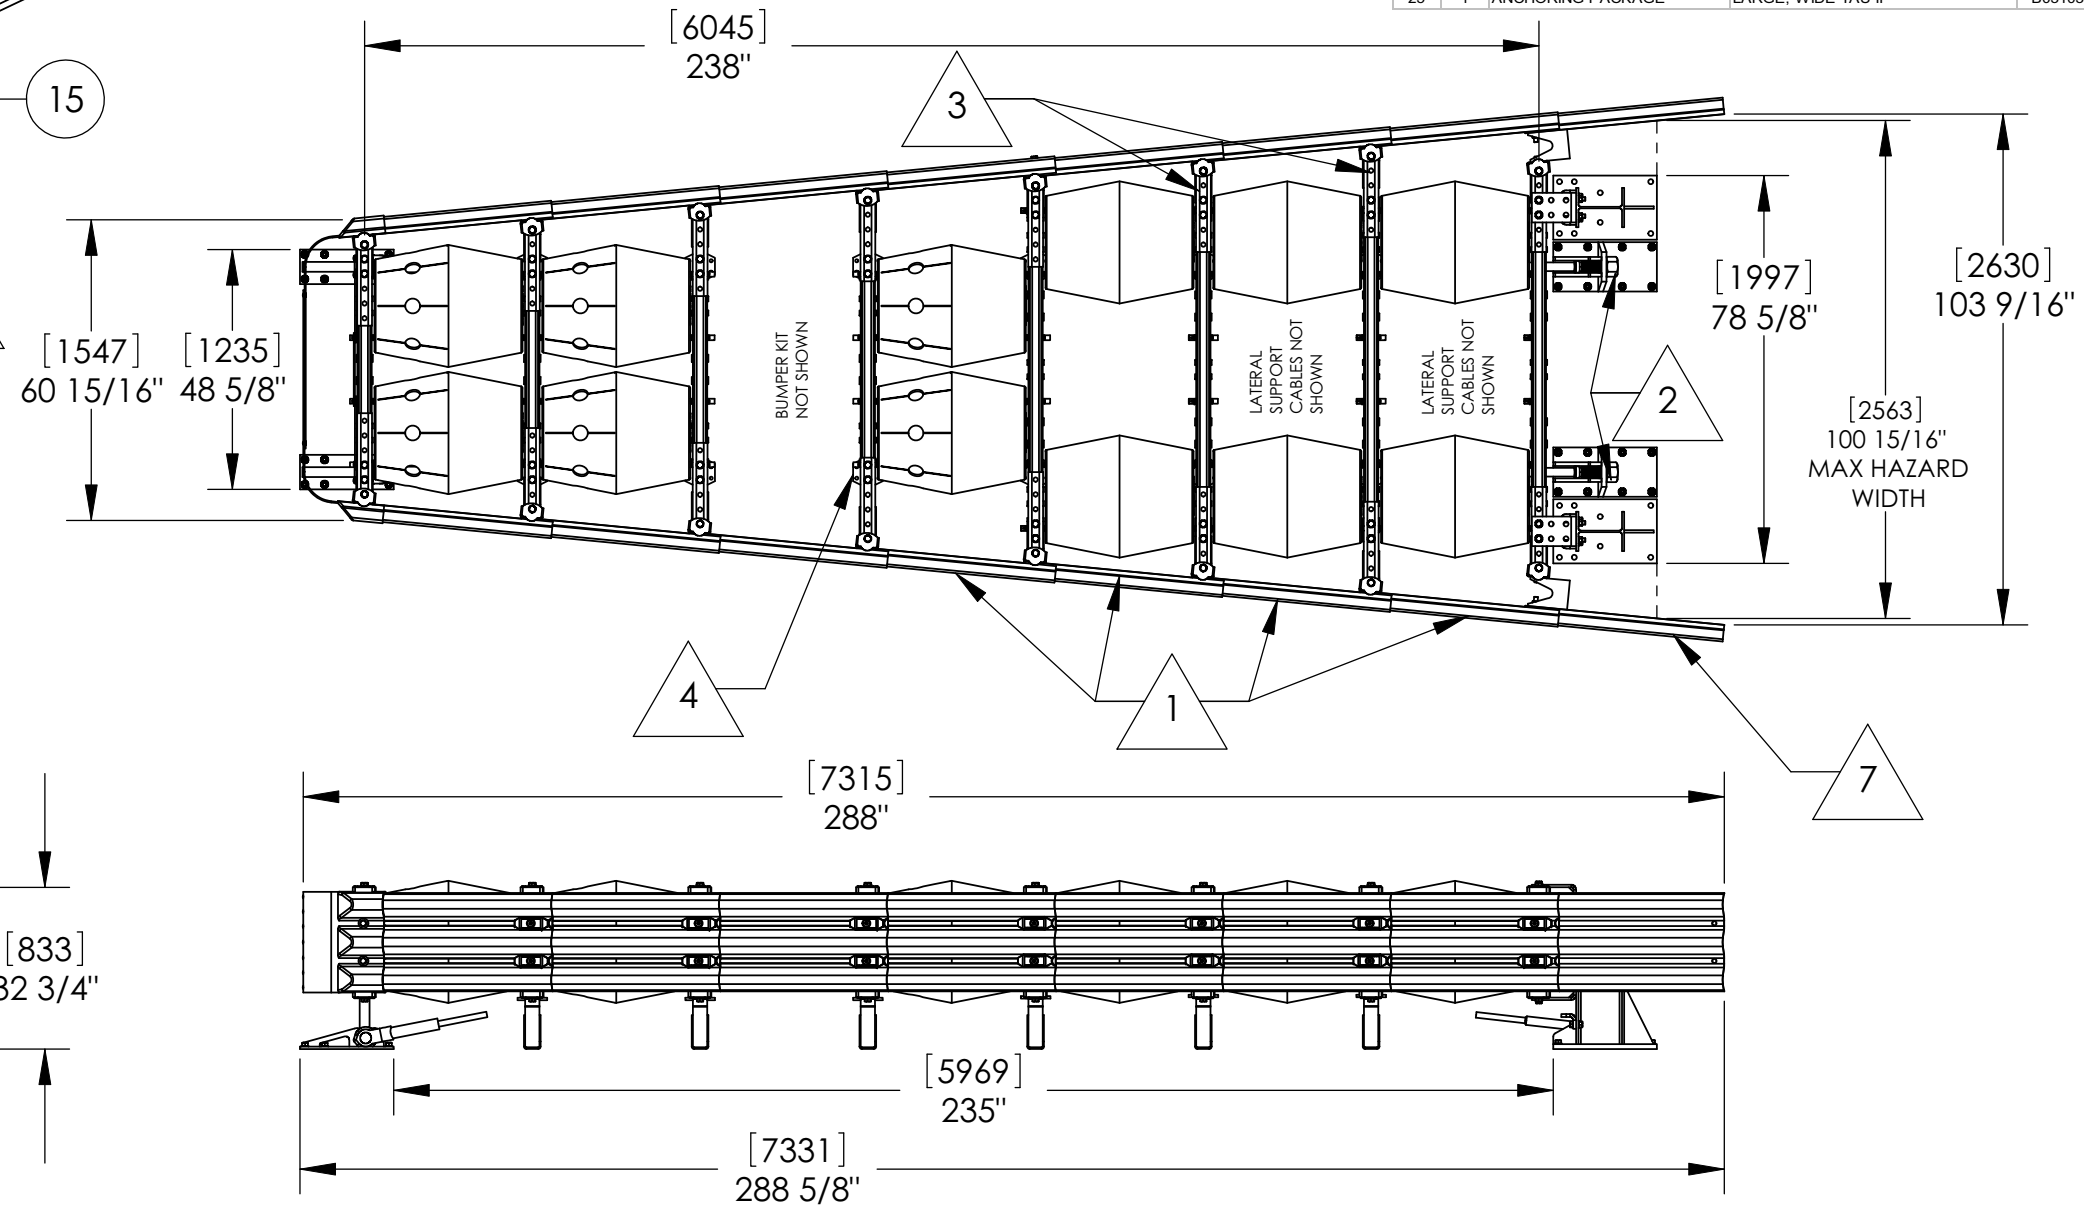 [6045]
238"
15
3
[1547]
60 15/16"
[1235]
48 5/8"
BUMPER KIT
NOT SHOWN
LATERAL
SUPPORT
CABLES NOT
SHOWN
LATERAL
SUPPORT
CABLES NOT
SHOWN
[1997]
78 5/8"
[2630]
103 9/16"
2
[2563]
100 15/16"
MAX HAZARD
WIDTH
4
1
7
[7315]
288"
[833]
32 3/4"
[5969]
235"
[7331]
288 5/8"